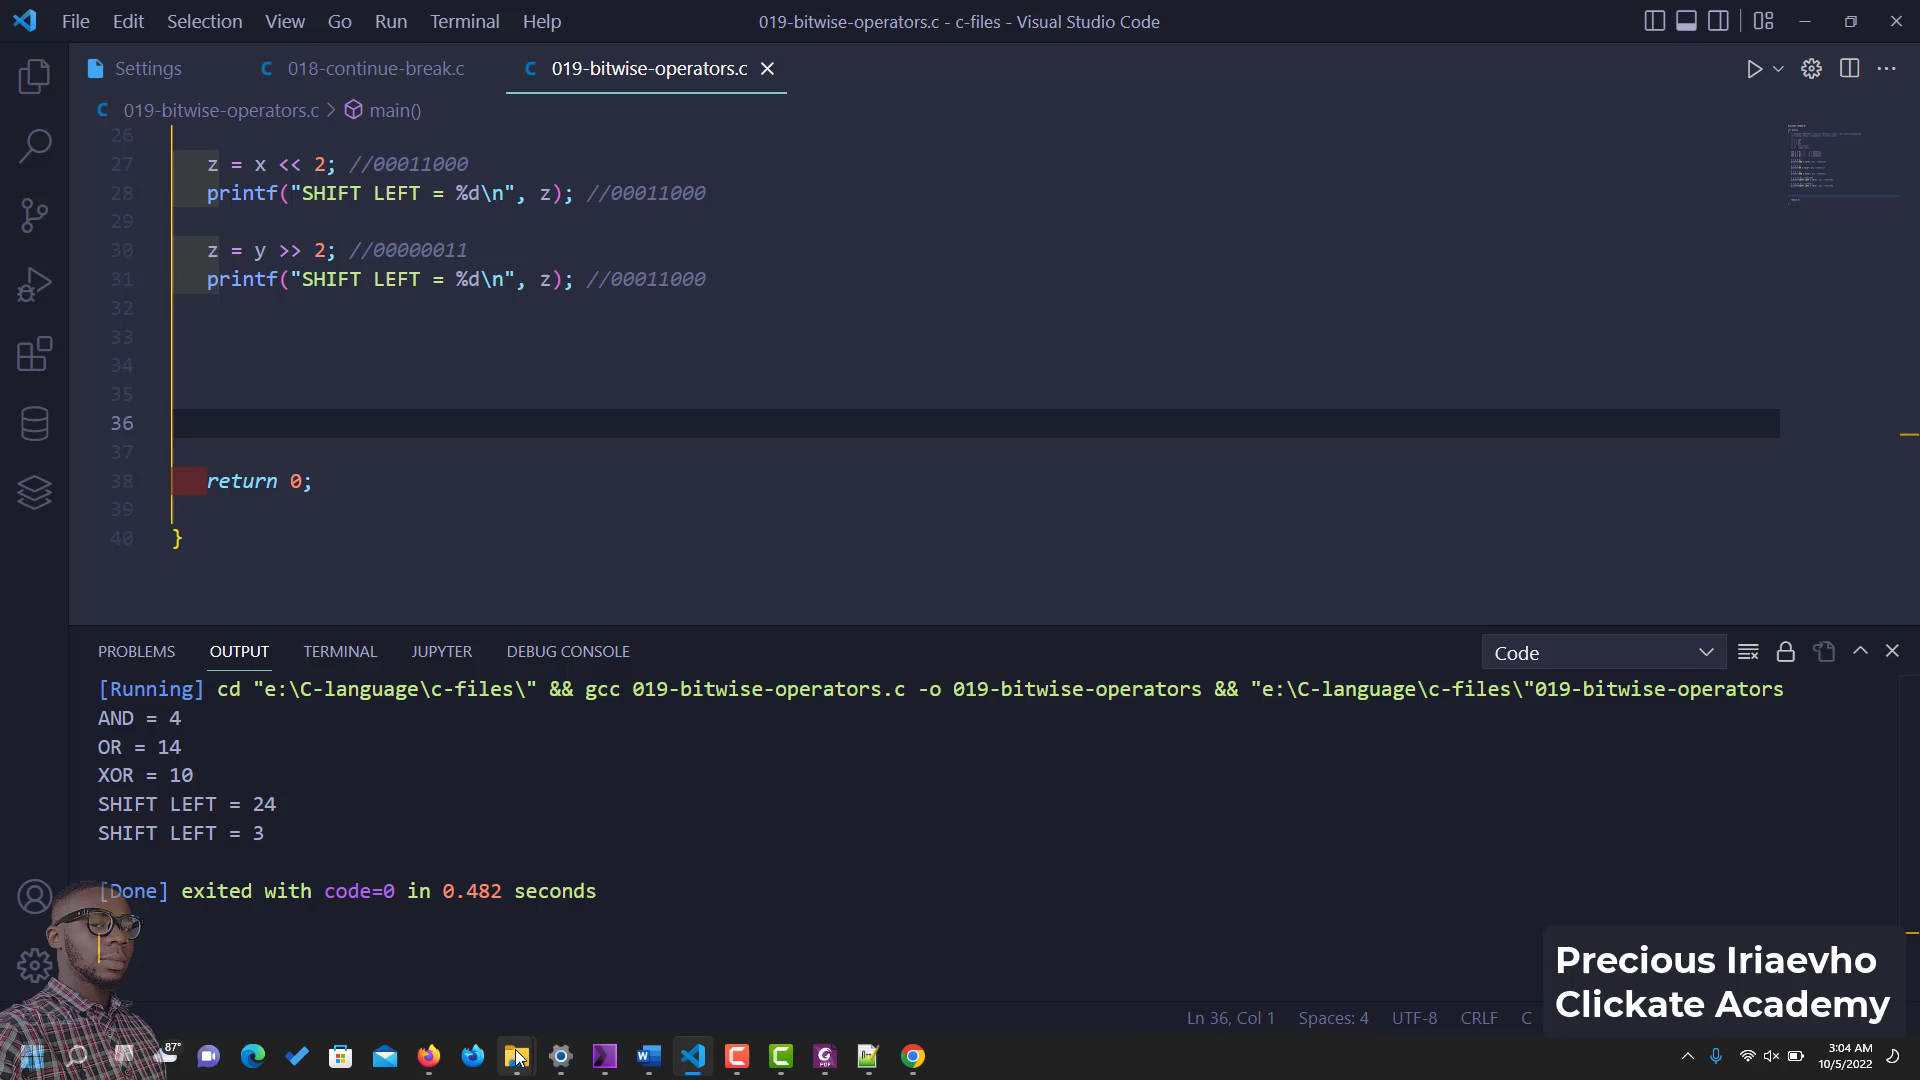 File Edit Selection View Go Run Terminal Help 019-bitwise-operators.c - c-files - Visual Studio Code
Settings 018-continue-break.c 019-bitwise-operators.c
019-bitwise-operators.c > main()
26
27 z = x << 2; //00011000
28 printf("SHIFT LEFT = %d\n", z); //00011000
29
30 z = y >> 2; //00000011
31 printf("SHIFT LEFT = %d\n", z); //00011000
32
33
34
35
36
37
38 return 0;
39
40 }
PROBLEMS OUTPUT TERMINAL JUPYTER DEBUG CONSOLE Code
[Running] cd "e:\C-language\c-files\" && gcc 019-bitwise-operators.c -o 019-bitwise-operators && "e:\C-language\c-files\"019-bitwise-operators
AND = 4
OR = 14
XOR = 10
SHIFT LEFT = 24
SHIFT LEFT = 3
[Done] exited with code=0 in 0.482 seconds
Precious Iriaevho
Clickate Academy
Ln 36, Col 1 Spaces: 4 UTF-8 CRLF C
87°
3:04 AM
10/5/2022